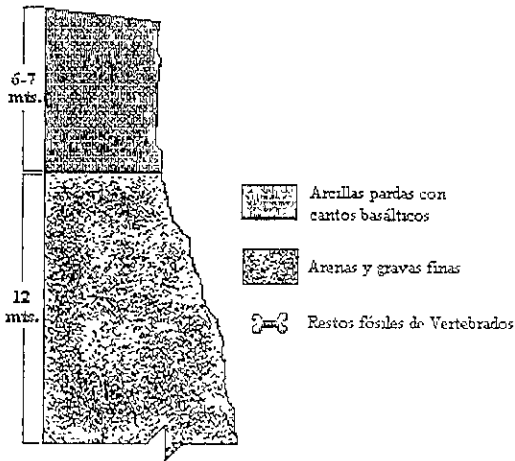 6-7
mts.
12
mts.
Arcillas pardas con
cantos basálticos
Arenas y gravas finas
Restos fósiles de Vertebrados